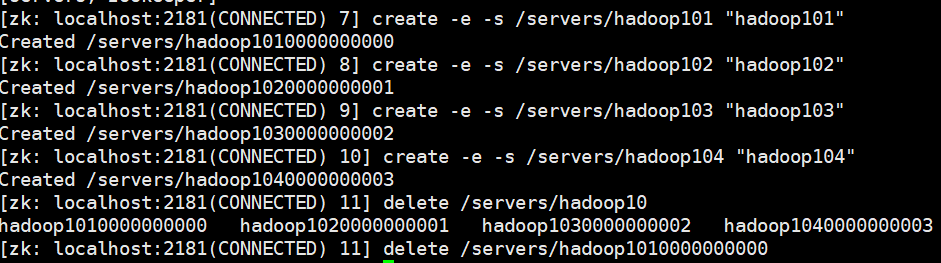 [zk: localhost:2181(CONNECTED) 7] create -e -s /servers/hadoop101 "hadoop101"
Created /servers/hadoop1010000000000
[zk: localhost:2181(CONNECTED) 8] create -e -s /servers/hadoop102 "hadoop102"
Created /servers/hadoop1020000000001
[zk: localhost:2181(CONNECTED) 9] create -e -s /servers/hadoop103 "hadoop103"
Created /servers/hadoop1030000000002
[zk: localhost:2181(CONNECTED) 10] create -e -s /servers/hadoop104 "hadoop104"
Created /servers/hadoop1040000000003
[zk: localhost:2181(CONNECTED) 11] delete /servers/hadoop10
hadoop1010000000000   hadoop1020000000001   hadoop1030000000002   hadoop1040000000003
[zk: localhost:2181(CONNECTED) 11] delete /servers/hadoop1010000000000